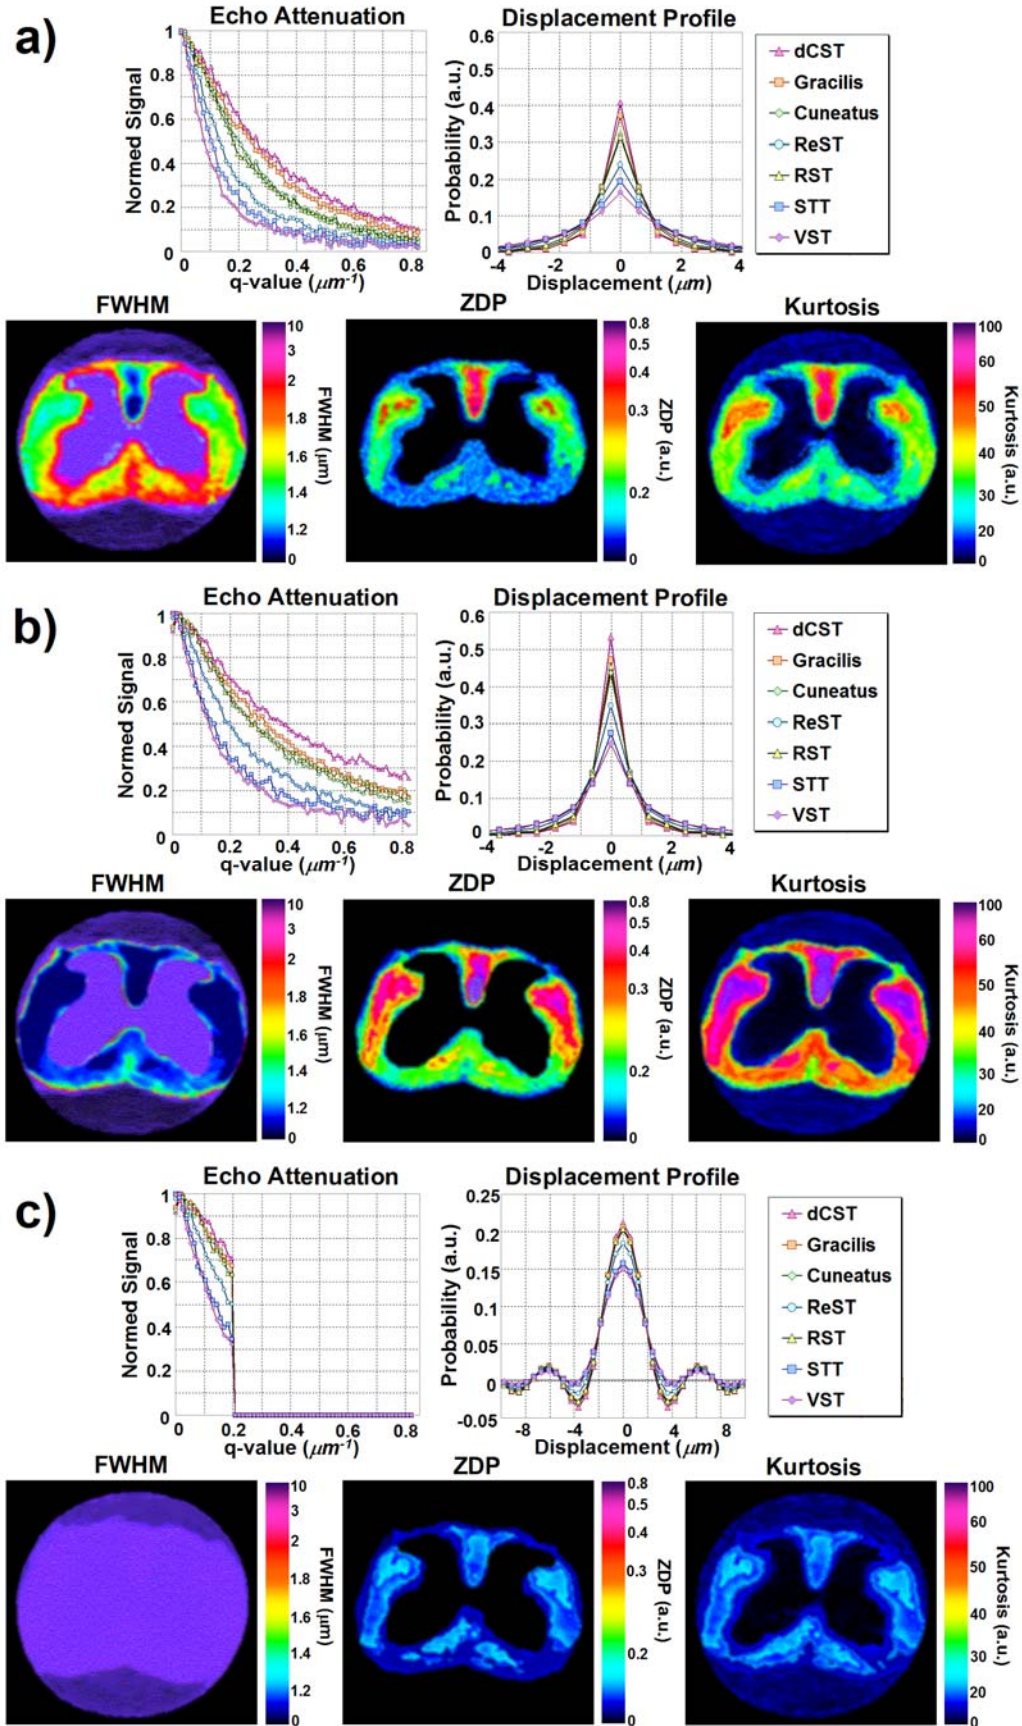 a)
Echo Attenuation
Normed Signal
1
0.8
0.6
0.4
0.2
0
0 0.2 0.4 0.6 0.8
q-value (μm⁻¹)
Displacement Profile
Probability (a.u.)
0.6
0.5
0.4
0.3
0.2
0.1
0
-4 -2 0 2 4
Displacement (μm)
dCST
Gracilis
Cuneatus
ReST
RST
STT
VST
FWHM
10
3
2
1.8
1.6
1.4
1.2
0
FWHM (μm)
ZDP
0.8
0.5
0.4
0.3
0.2
0
ZDP (a.u.)
Kurtosis
100
60
50
40
30
20
0
Kurtosis (a.u.)
b)
Echo Attenuation
Normed Signal
1
0.8
0.6
0.4
0.2
0
0 0.2 0.4 0.6 0.8
q-value (μm⁻¹)
Displacement Profile
Probability (a.u.)
0.6
0.5
0.4
0.3
0.2
0.1
0
-4 -2 0 2 4
Displacement (μm)
dCST
Gracilis
Cuneatus
ReST
RST
STT
VST
FWHM
10
3
2
1.8
1.6
1.4
1.2
0
FWHM (μm)
ZDP
0.8
0.5
0.4
0.3
0.2
0
ZDP (a.u.)
Kurtosis
100
60
50
40
30
20
0
Kurtosis (a.u.)
c)
Echo Attenuation
Normed Signal
1
0.8
0.6
0.4
0.2
0
0 0.2 0.4 0.6 0.8
q-value (μm⁻¹)
Displacement Profile
Probability (a.u.)
0.25
0.2
0.15
0.1
0.05
0
-0.05
-8 -4 0 4 8
Displacement (μm)
dCST
Gracilis
Cuneatus
ReST
RST
STT
VST
FWHM
10
3
2
1.8
1.6
1.4
1.2
0
FWHM (μm)
ZDP
0.8
0.5
0.4
0.3
0.2
0
ZDP (a.u.)
Kurtosis
100
60
50
40
30
20
0
Kurtosis (a.u.)